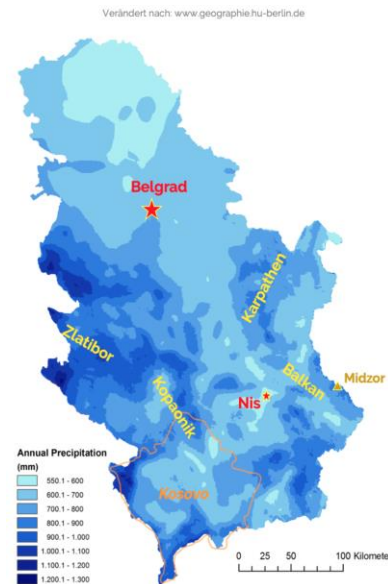 Verändert nach: www.geographie.hu-berlin.de
Belgrad
Karpathen
Zlatibor
Kopaonik
Balkan
Midzor
Nis
Kosovo
Annual Precipitation
(mm)
550.1 - 600
600.1 - 700
700.1 - 800
800.1 - 900
900.1 - 1.000
1.000.1 - 1.100
1.100.1 - 1.200
1.200.1 - 1.300
0 25 50 100 Kilomete